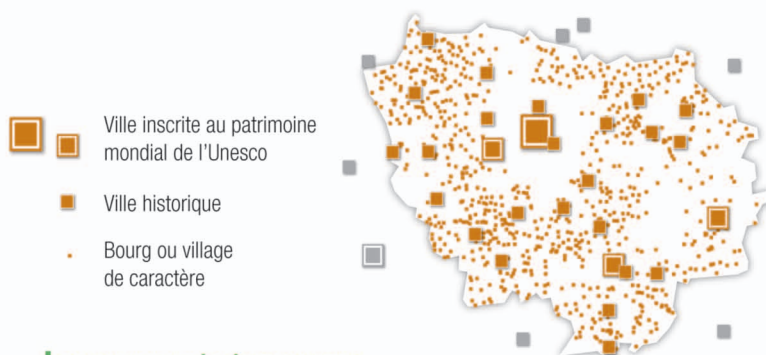 Ville inscrite au patrimoine
mondial de l'Unesco
Ville historique
Bourg ou village
de caractère